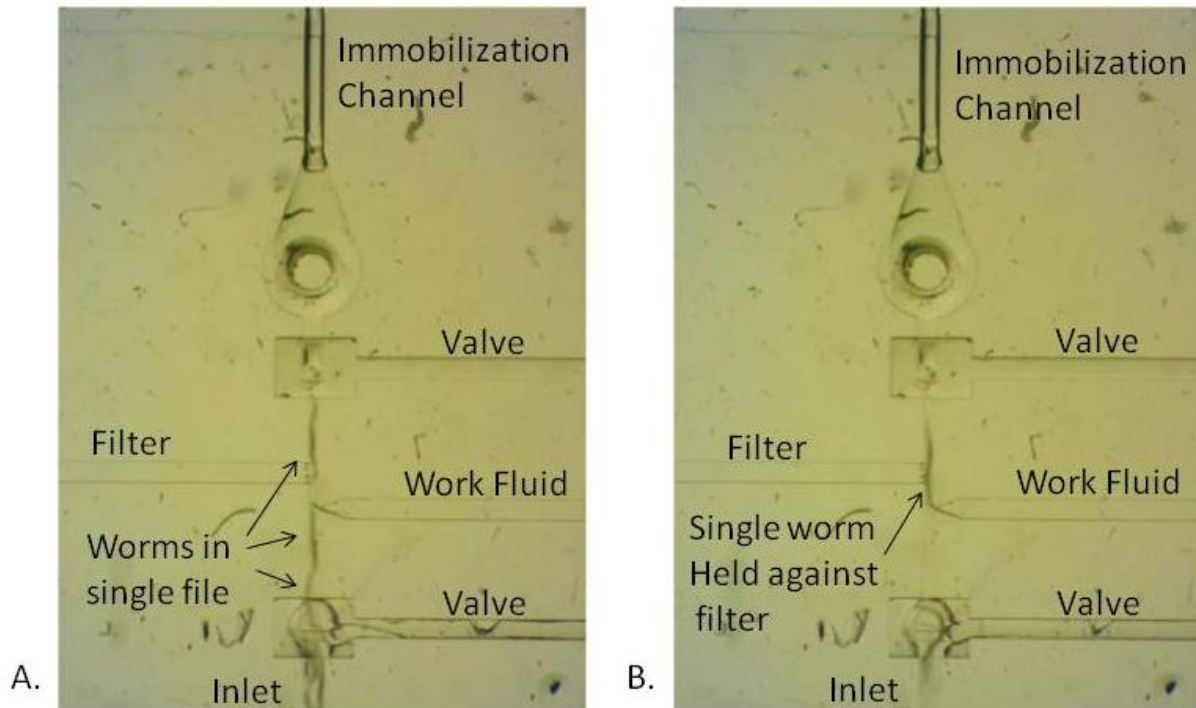 Immobilization
Channel
Valve
Filter
Work Fluid
Worms in
single file
Valve
A.
Inlet
Immobilization
Channel
Valve
Filter
Work Fluid
Single worm
Held against
filter
Valve
B.
Inlet